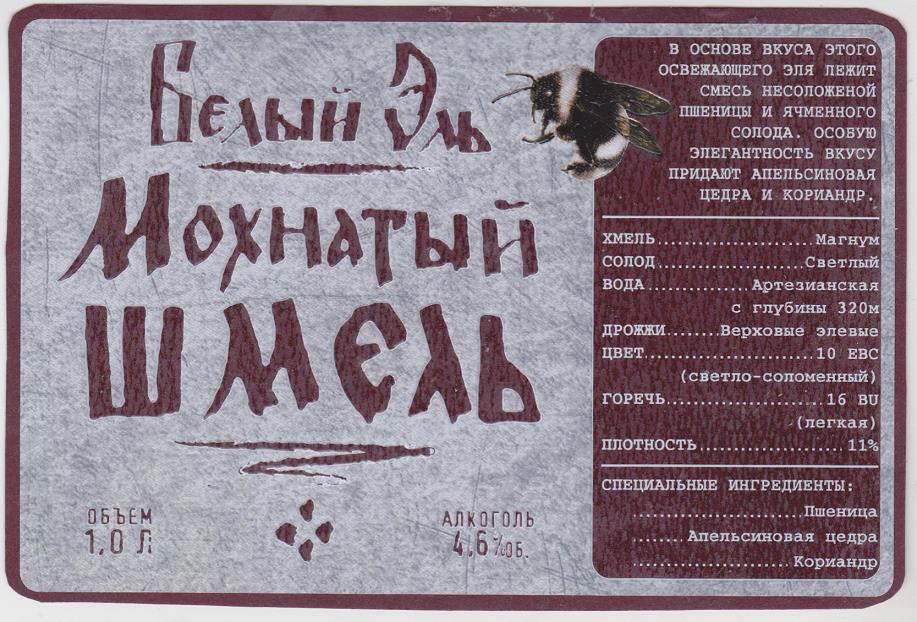 Белый Эль
Мохнатый
Шмель
ОБЪЕМ
1,0 Л
АЛКОГОЛЬ
4,6%ОБ.
В ОСНОВЕ ВКУСА ЭТОГО
ОСВЕЖАЮЩЕГО ЭЛЯ ЛЕЖИТ
СМЕСЬ НЕСОЛОЖЕНОЙ
ПШЕНИЦЫ И ЯЧМЕННОГО
СОЛОДА. ОСОБУЮ
ЭЛЕГАНТНОСТЬ ВКУСУ
ПРИДАЮТ АПЕЛЬСИНОВАЯ
ЦЕДРА И КОРИАНДР.
ХМЕЛЬ..................Магнум
СОЛОД.................Светлый
ВОДА...........Артезианская
с глубины 320м
ДРОЖЖИ.......Верховые элевые
ЦВЕТ....................10 EBC
(светло-соломенный)
ГОРЕЧЬ..................16 BU
(легкая)
ПЛОТНОСТЬ................11%
СПЕЦИАЛЬНЫЕ ИНГРЕДИЕНТЫ:
....................Пшеница
.......Апельсиновая цедра
...................Кориандр